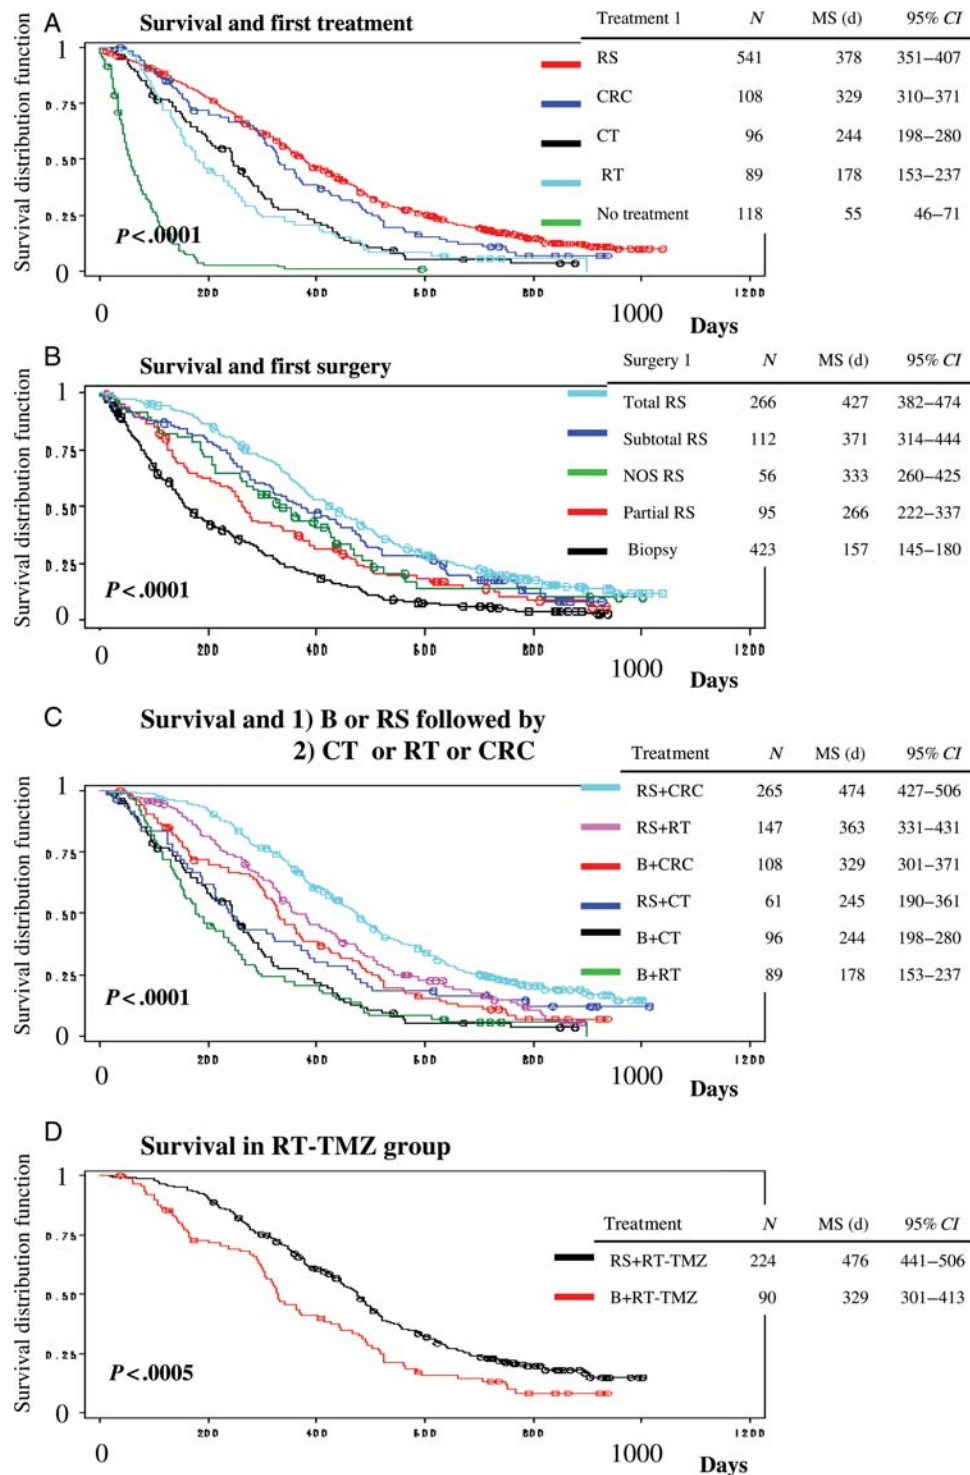 A
Survival and first treatment
Treatment 1 N MS (d) 95% CI
RS 541 378 351–407
CRC 108 329 310–371
CT 96 244 198–280
RT 89 178 153–237
No treatment 118 55 46–71
Survival distribution function
1
0.75
0.50
0.25
0
P<.0001
0 200 400 600 800 1000 1200
Days
B
Survival and first surgery
Surgery 1 N MS (d) 95% CI
Total RS 266 427 382–474
Subtotal RS 112 371 314–444
NOS RS 56 333 260–425
Partial RS 95 266 222–337
Biopsy 423 157 145–180
Survival distribution function
1
0.75
0.50
0.25
0
P<.0001
0 200 400 600 800 1000 1200
Days
C
Survival and 1) B or RS followed by
2) CT or RT or CRC
Treatment N MS (d) 95% CI
RS+CRC 265 474 427–506
RS+RT 147 363 331–431
B+CRC 108 329 301–371
RS+CT 61 245 190–361
B+CT 96 244 198–280
B+RT 89 178 153–237
Survival distribution function
1
0.75
0.50
0.25
0
P<.0001
0 200 400 600 800 1000 1200
Days
D
Survival in RT-TMZ group
Treatment N MS (d) 95% CI
RS+RT-TMZ 224 476 441–506
B+RT-TMZ 90 329 301–413
Survival distribution function
1
0.75
0.50
0.25
0
P<.0005
0 200 400 600 800 1000 1200
Days